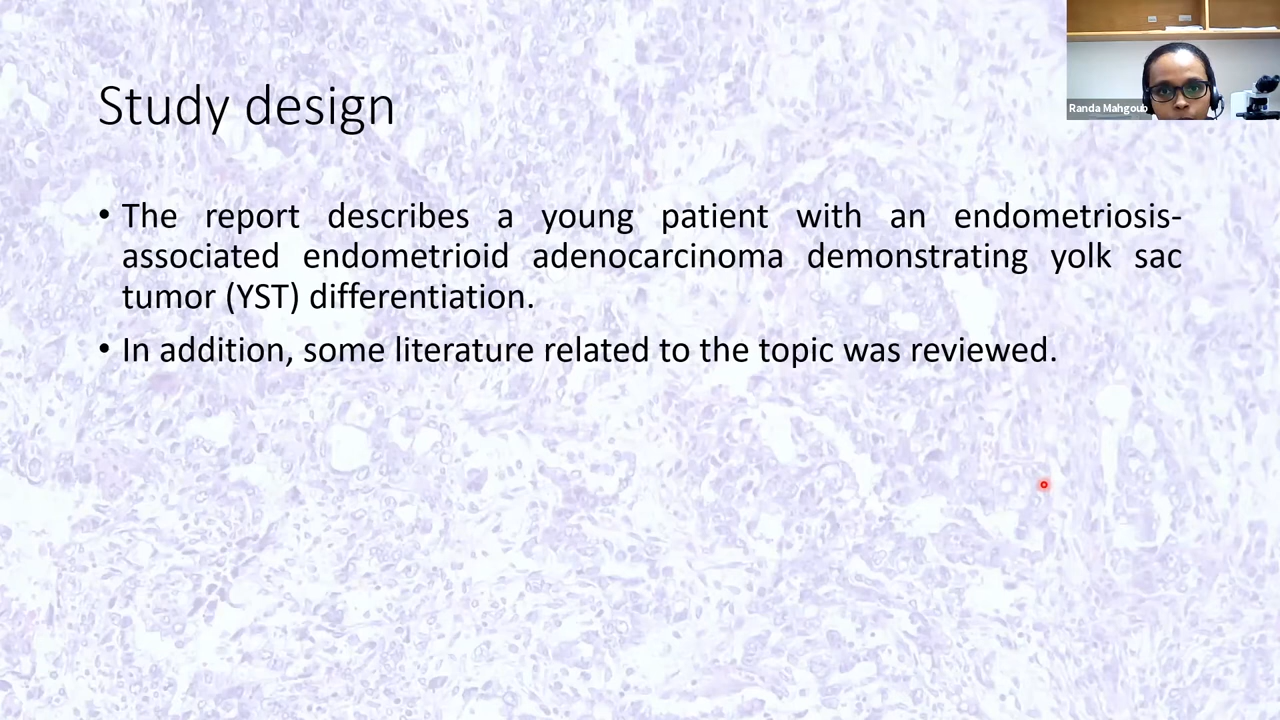 Study design
Randa Mahgoub
• The report describes a young patient with an endometriosis-
associated endometrioid adenocarcinoma demonstrating yolk sac
tumor (YST) differentiation.
• In addition, some literature related to the topic was reviewed.